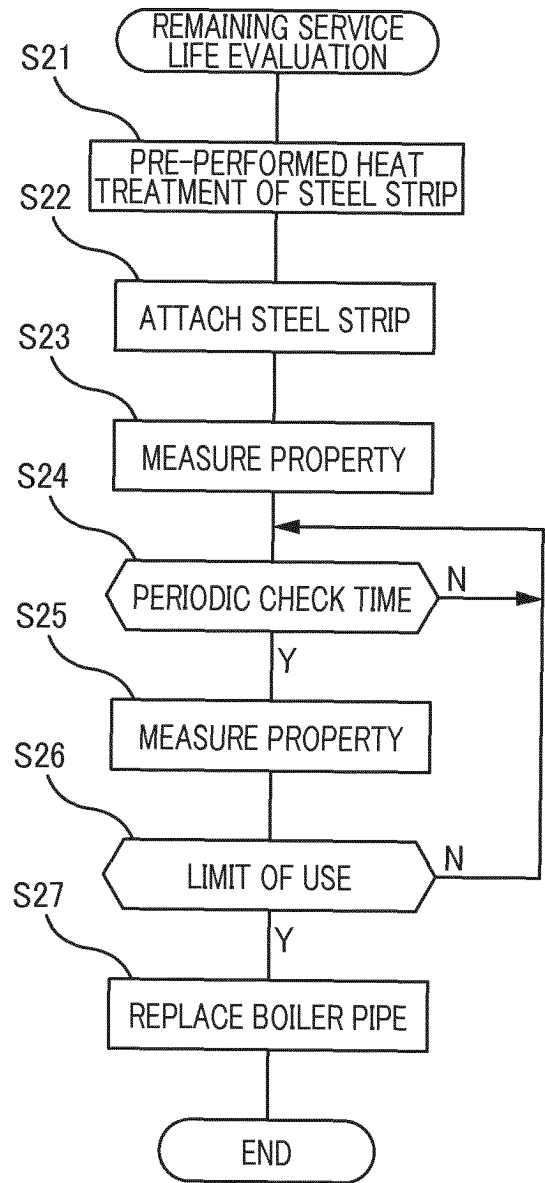 REMAINING SERVICE
LIFE EVALUATION
S21
PRE-PERFORMED HEAT
TREATMENT OF STEEL STRIP
S22
ATTACH STEEL STRIP
S23
MEASURE PROPERTY
S24
PERIODIC CHECK TIME
N
Y
S25
MEASURE PROPERTY
S26
LIMIT OF USE
N
Y
S27
REPLACE BOILER PIPE
END